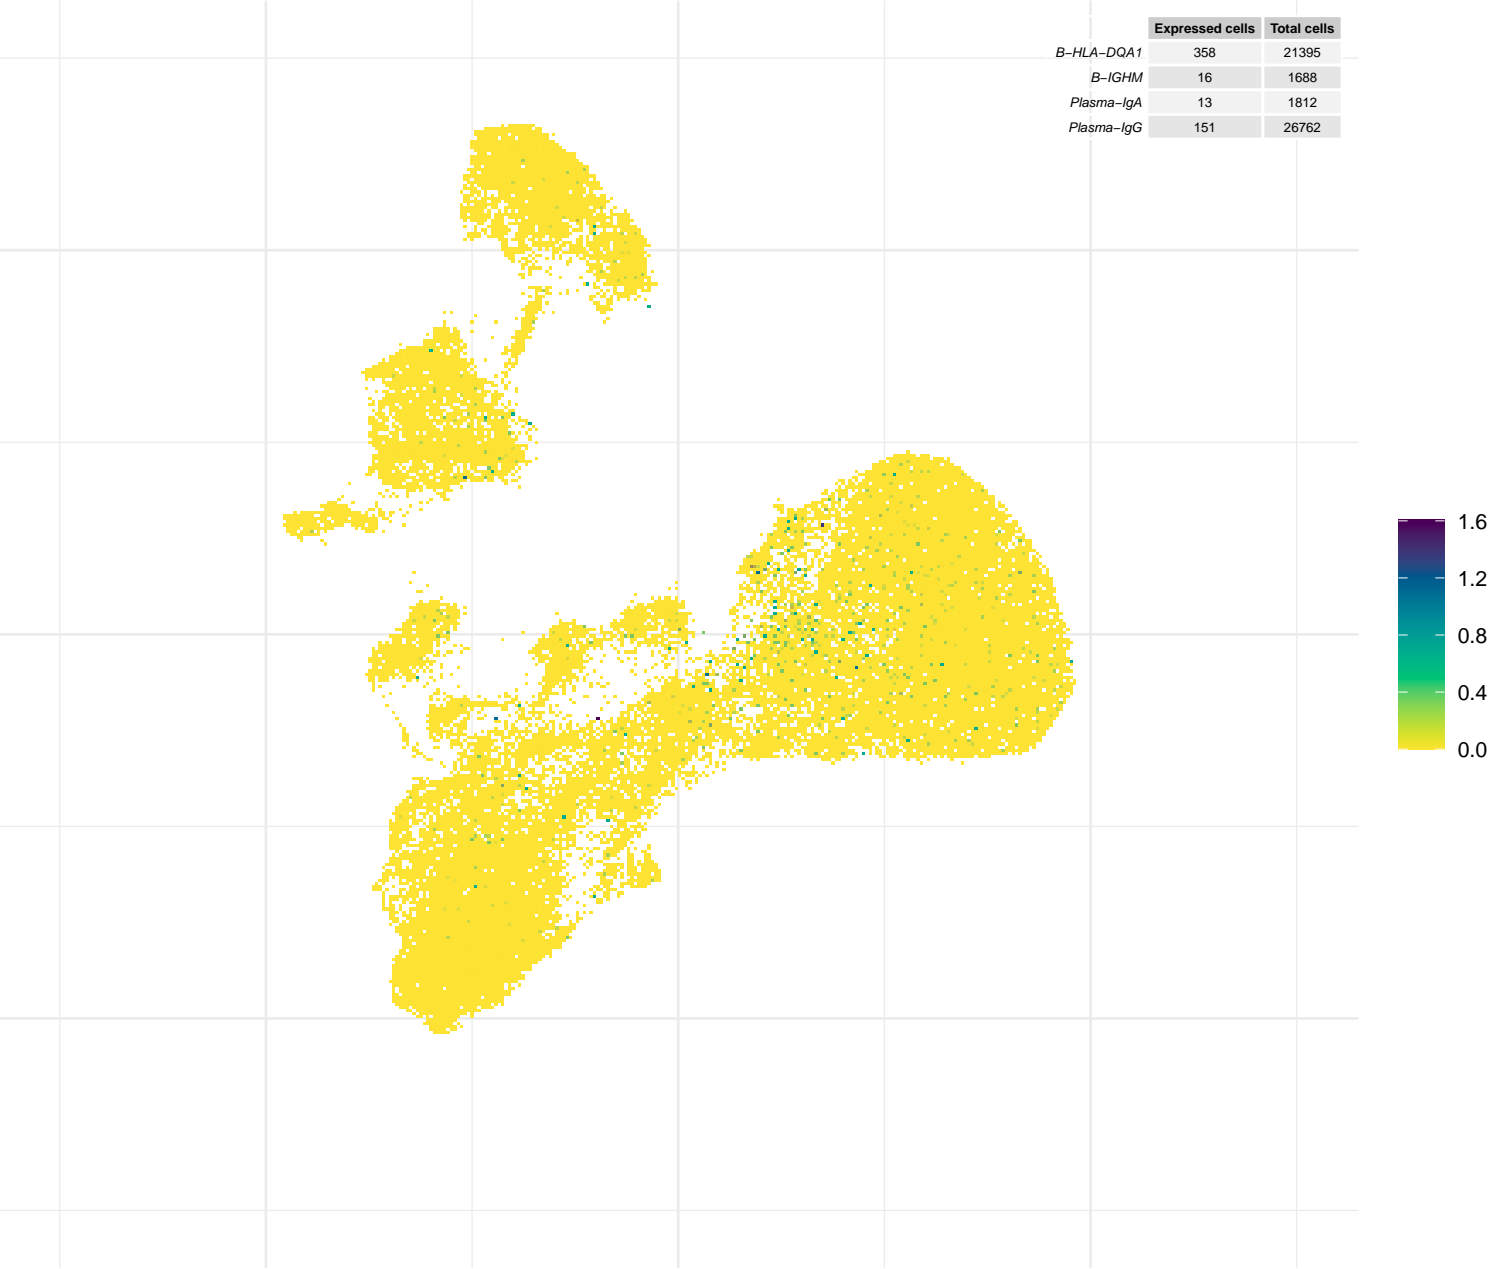 Expressed cells Total cells
B−HLA−DQA1 358 21395
B−IGHM 16 1688
Plasma−IgA 13 1812
Plasma−IgG 151 26762
1.6
1.2
0.8
0.4
0.0